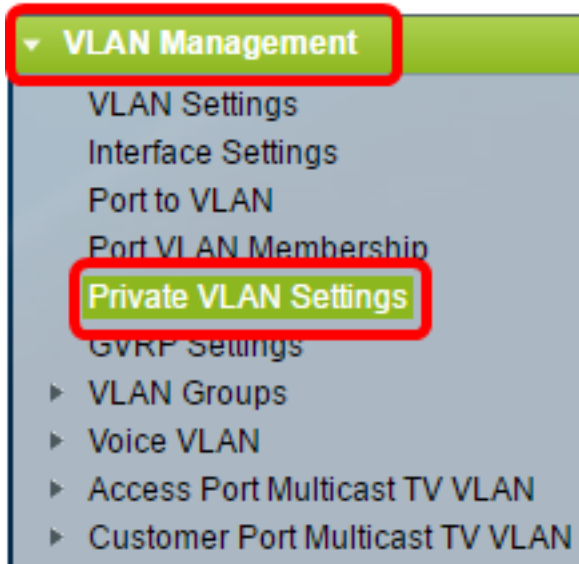 VLAN Management
VLAN Settings
Interface Settings
Port to VLAN
Port VLAN Membership
Private VLAN Settings
GVRP Settings
VLAN Groups
Voice VLAN
Access Port Multicast TV VLAN
Customer Port Multicast TV VLAN